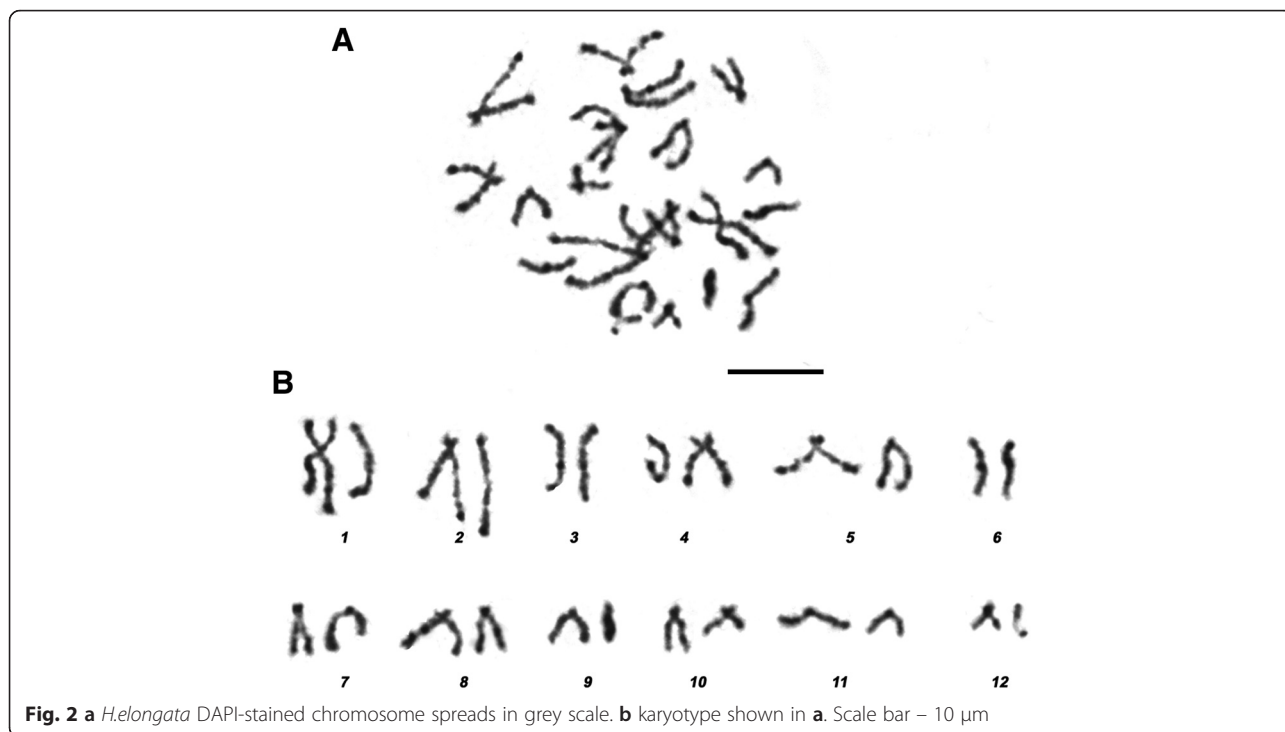 A
B
1 2 3 4 5 6
7 8 9 10 11 12
Fig. 2 a H.elongata DAPI-stained chromosome spreads in grey scale. b karyotype shown in a. Scale bar – 10 μm